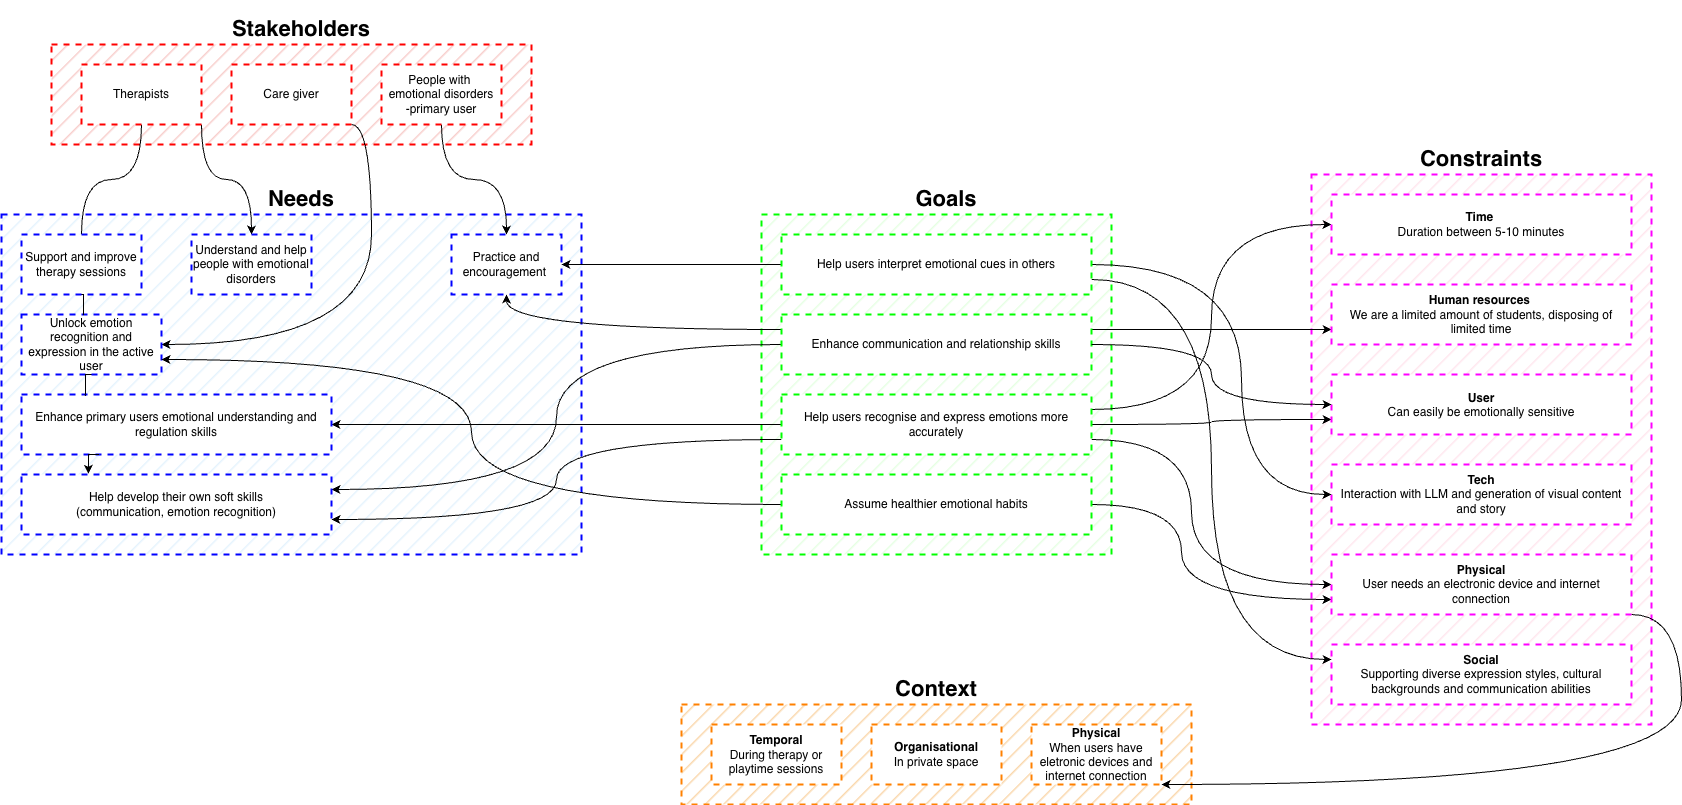 Stakeholders
Therapists
Care giver
People with
emotional disorders
-primary user
Needs
Support and improve
therapy sessions
Understand and help
people with emotional
disorders
Practice and
encouragement
Unlock emotion
recognition and
expression in the active
user
Enhance primary users emotional understanding and
regulation skills
Help develop their own soft skills
(communication, emotion recognition)
Goals
Help users interpret emotional cues in others
Enhance communication and relationship skills
Help users recognise and express emotions more
accurately
Assume healthier emotional habits
Constraints
Time
Duration between 5-10 minutes
Human resources
We are a limited amount of students, disposing of
limited time
User
Can easily be emotionally sensitive
Tech
Interaction with LLM and generation of visual content
and story
Physical
User needs an electronic device and internet
connection
Social
Supporting diverse expression styles, cultural
backgrounds and communication abilities
Context
Temporal
During therapy or
playtime sessions
Organisational
In private space
Physical
When users have
eletronic devices and
internet connection